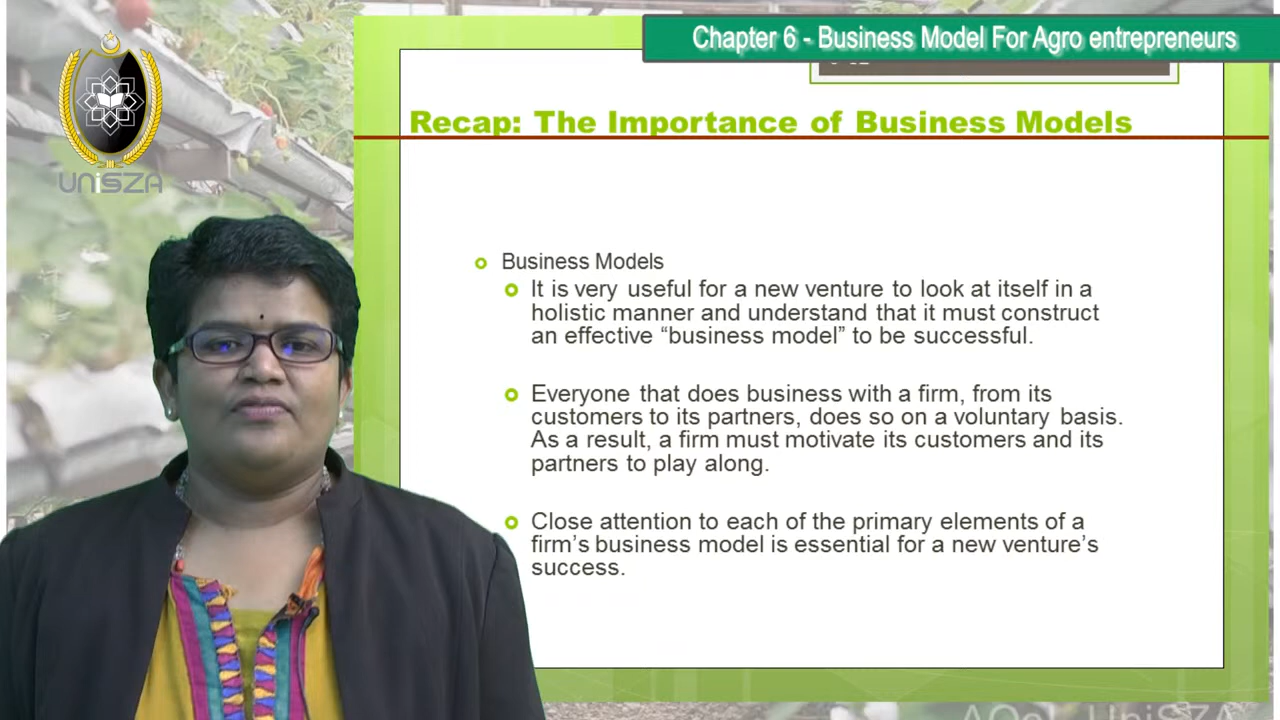 Chapter 6 - Business Model For Agro entrepreneurs
UNiSZA
Recap: The Importance of Business Models
Business Models
It is very useful for a new venture to look at itself in a
holistic manner and understand that it must construct
an effective “business model” to be successful.
Everyone that does business with a firm, from its
customers to its partners, does so on a voluntary basis.
As a result, a firm must motivate its customers and its
partners to play along.
Close attention to each of the primary elements of a
firm’s business model is essential for a new venture’s
success.
UniSZA